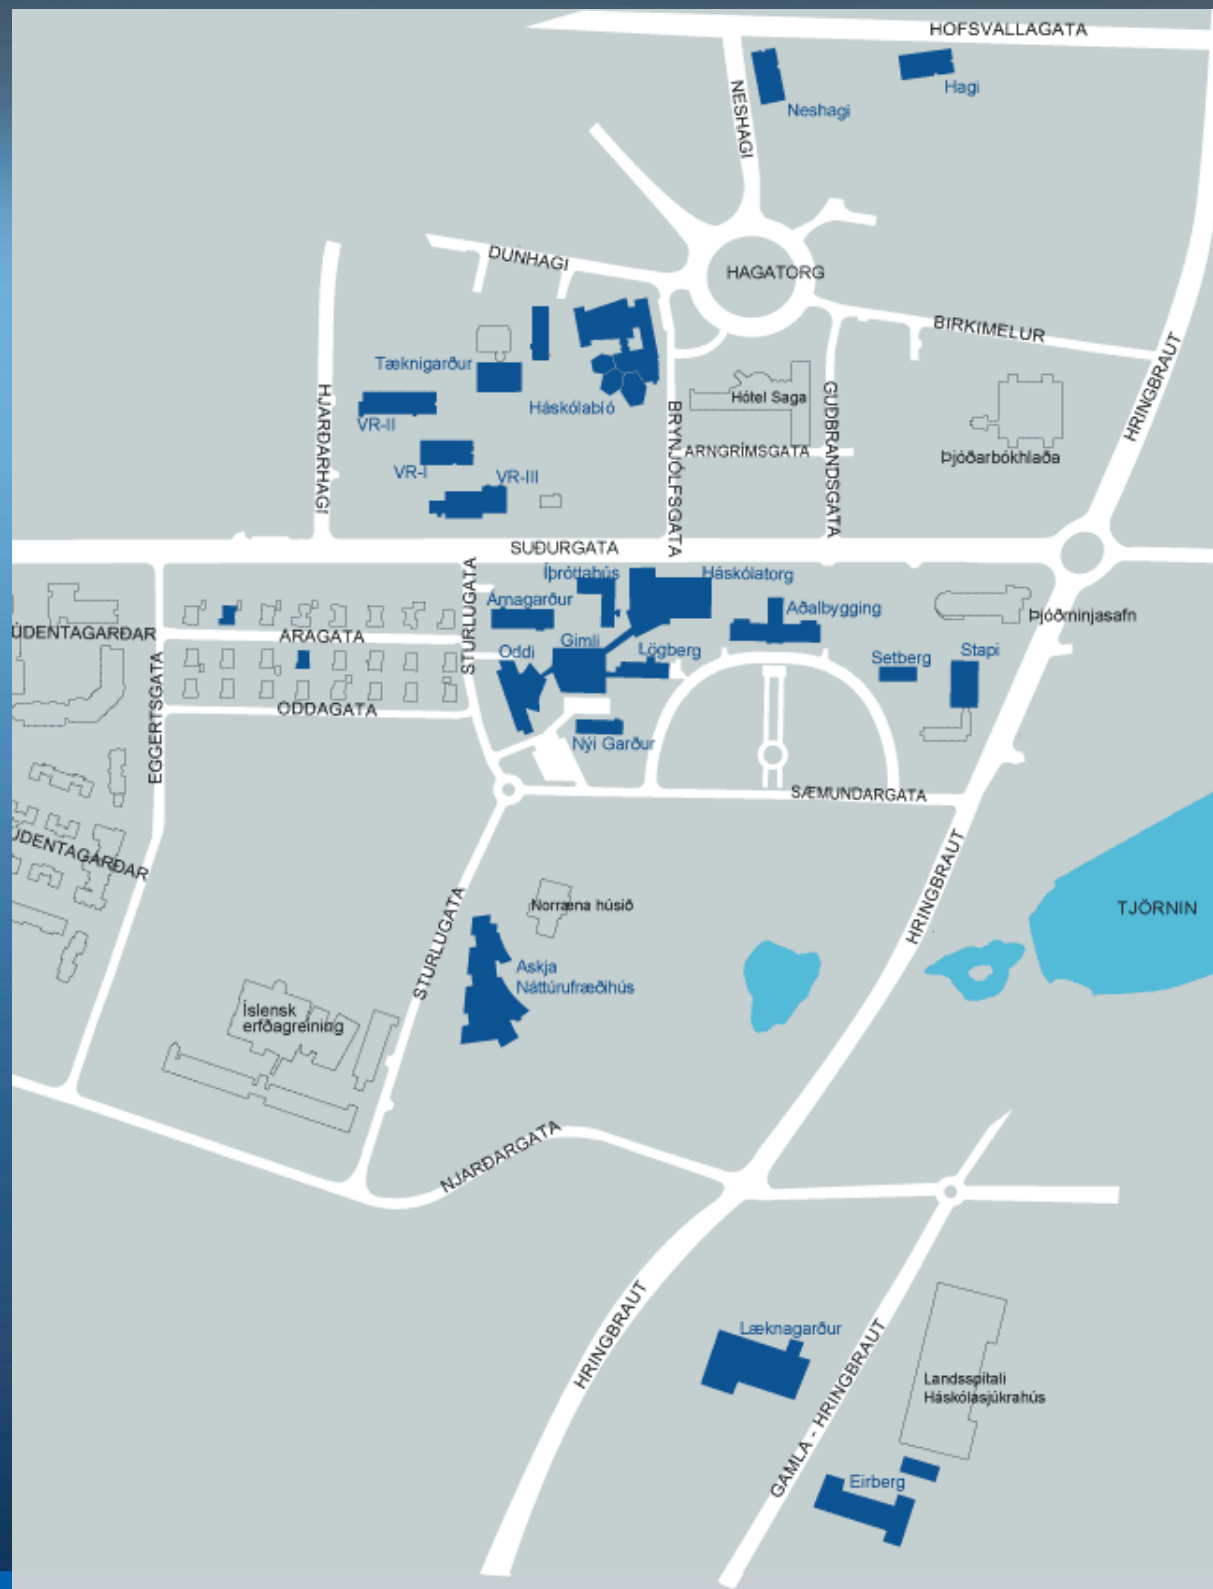 HOFSVALLAGATA
Hagi
NESHAGI
Neshagi
DUNHAGI
HAGATORG
BIRKIMELUR
HRINGBRAUT
Tæknigarður
Háskólabíó
Hótel Saga
HJARÐARHAGI
VR-II
BRYNJÓLFSGATA
GUÐBRANDSGATA
ARNGRÍMSGATA
Þjóðarbókhlaða
VR-I
VR-III
SUÐURGATA
STURLUGATA
Íþróttahús
Háskólatorg
Árnagarður
Aðalbygging
Þjóðminjasafn
ÚDENTAGARÐAR
ARAGATA
Gimli
Oddi
Lögberg
Setberg
Stapi
EGGERTSGATA
ODDAGATA
Nýi Garður
SÆMUNDARGATA
ÚDENTAGARÐAR
HRINGBRAUT
STURLUGATA
Norræna húsið
TJÖRNIN
Askja
Náttúrufræðihús
Íslensk
erfðagreining
NJARÐARGATA
HRINGBRAUT
Læknagarður
GAMLA - HRINGBRAUT
Landsspítali
Háskólasjúkrahús
Eirberg